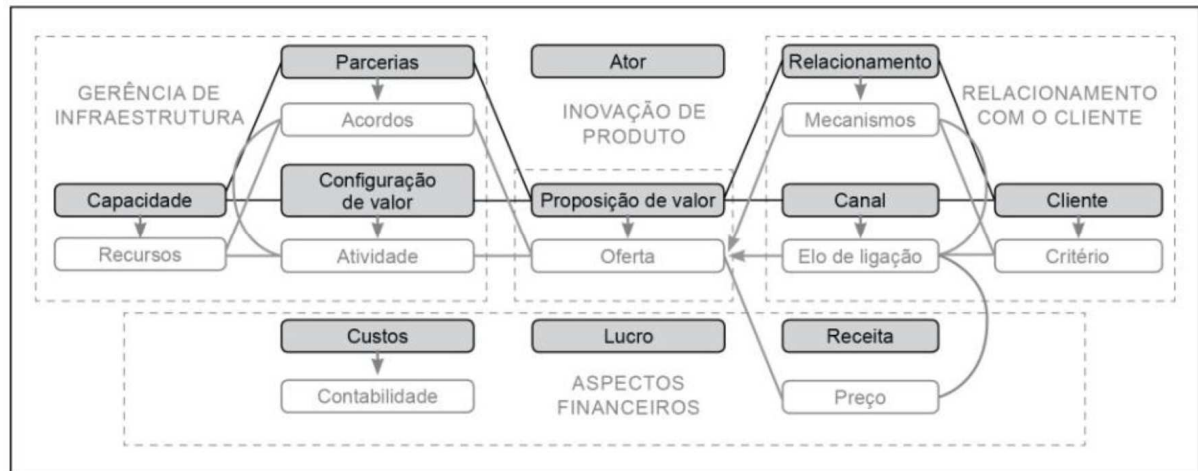 Parcerias
Ator
Relacionamento
GERÊNCIA DE
INFRAESTRUTURA
Acordos
INOVAÇÃO DE
PRODUTO
Mecanismos
RELACIONAMENTO
COM O CLIENTE
Capacidade
Configuração
de valor
Proposição de valor
Canal
Cliente
Recursos
Atividade
Oferta
Elo de ligação
Critério
Custos
Lucro
Receita
Contabilidade
ASPECTOS
FINANCEIROS
Preço